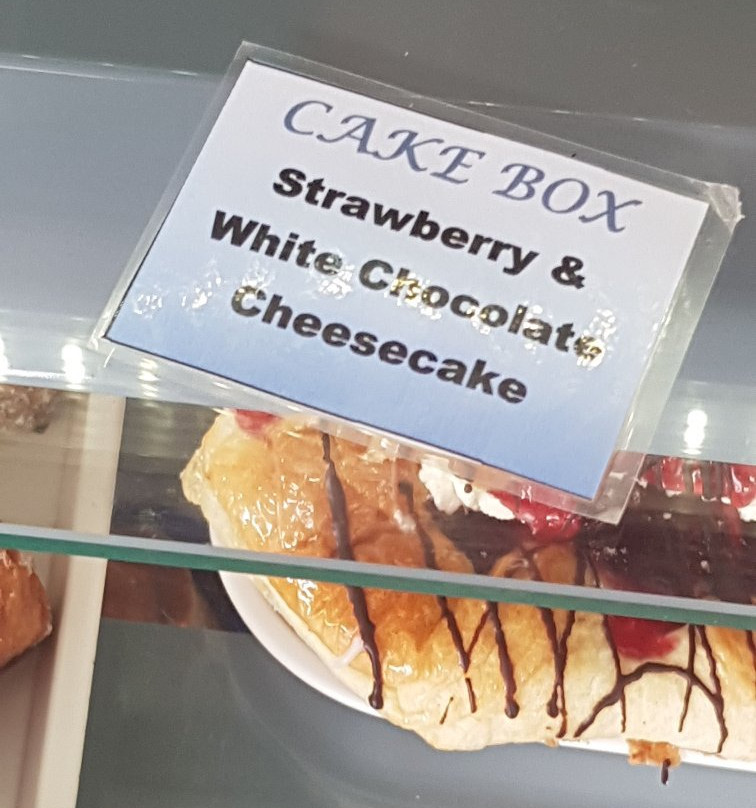 CAKE BOX
Strawberry &
White Chocolate
Cheesecake